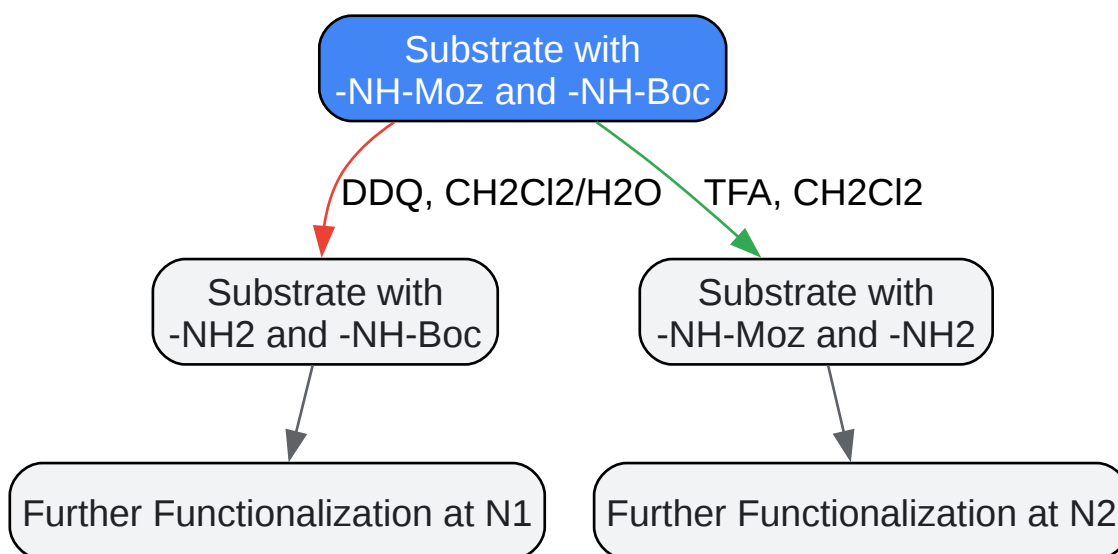 Substrate with
-NH-Moz and -NH-Boc
DDQ, CH2Cl2/H2O
TFA, CH2Cl2
Substrate with
-NH2 and -NH-Boc
Substrate with
-NH-Moz and -NH2
Further Functionalization at N1
Further Functionalization at N2